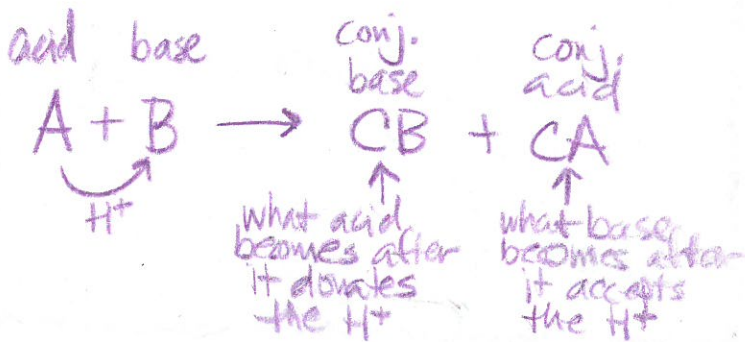 acid base conj. base conj. acid
A + B → CB + CA
H+
what acid becomes after it donates the H+
what base becomes after it accepts the H+